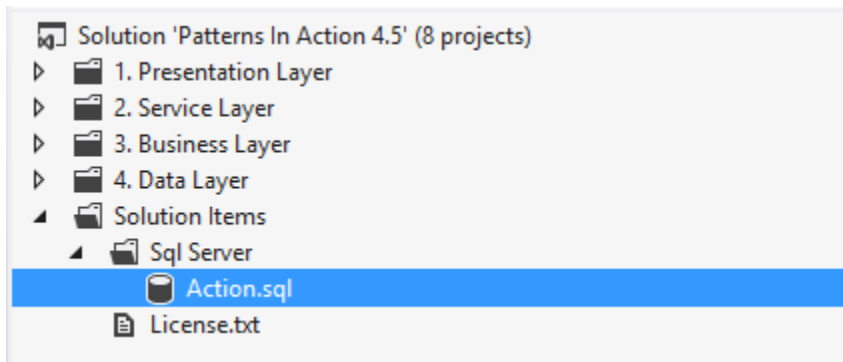 Solution 'Patterns In Action 4.5' (8 projects)
1. Presentation Layer
2. Service Layer
3. Business Layer
4. Data Layer
Solution Items
Sql Server
Action.sql
License.txt